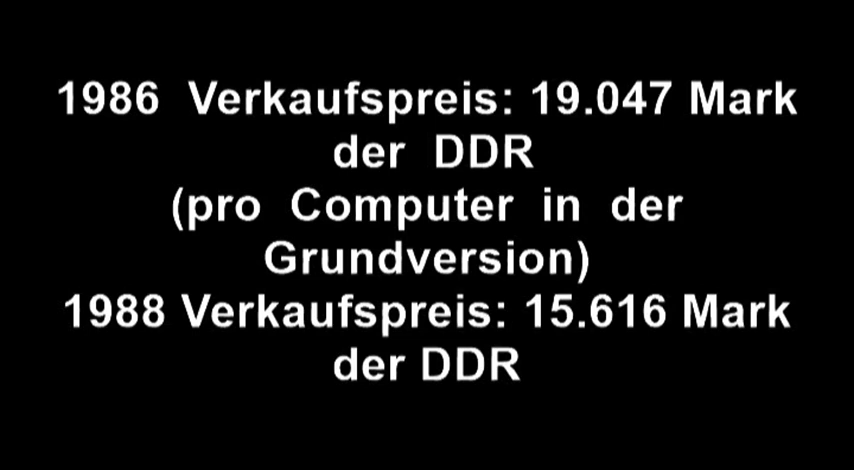 1986 Verkaufspreis: 19.047 Mark
der DDR
(pro Computer in der
Grundversion)
1988 Verkaufspreis: 15.616 Mark
der DDR